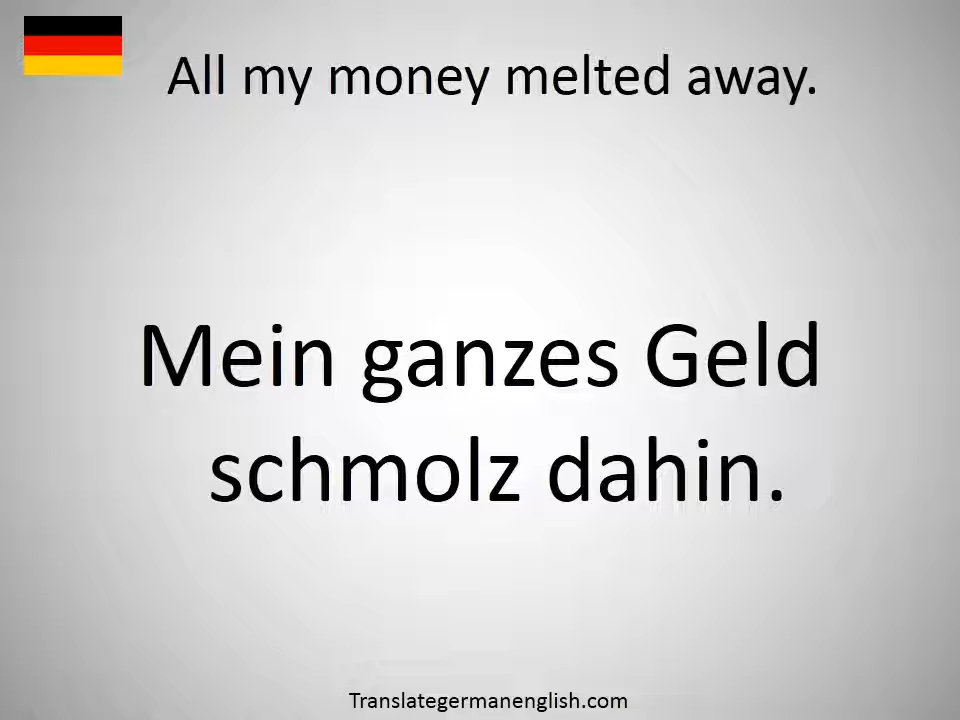 All my money melted away.
Mein ganzes Geld
schmolz dahin.
Translategermanenglish.com